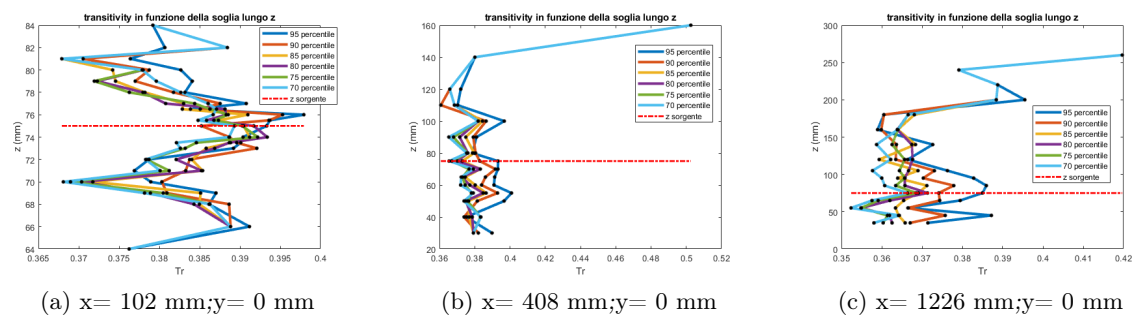 transitivity in funzione della soglia lungo z
84
82
80
78
76
74
72
70
68
66
64
z (mm)
0.365 0.37 0.375 0.38 0.385 0.39 0.395 0.4
Tr
95 percentile
90 percentile
85 percentile
80 percentile
75 percentile
70 percentile
z sorgente
(a) x= 102 mm;y= 0 mm
transitivity in funzione della soglia lungo z
160
140
120
100
80
60
40
20
z (mm)
0.36 0.38 0.4 0.42 0.44 0.46 0.48 0.5 0.52
Tr
95 percentile
90 percentile
85 percentile
80 percentile
75 percentile
70 percentile
z sorgente
(b) x= 408 mm;y= 0 mm
transitivity in funzione della soglia lungo z
300
250
200
150
100
50
0
z (mm)
0.35 0.36 0.37 0.38 0.39 0.4 0.41 0.42
Tr
95 percentile
90 percentile
85 percentile
80 percentile
75 percentile
70 percentile
z sorgente
(c) x= 1226 mm;y= 0 mm